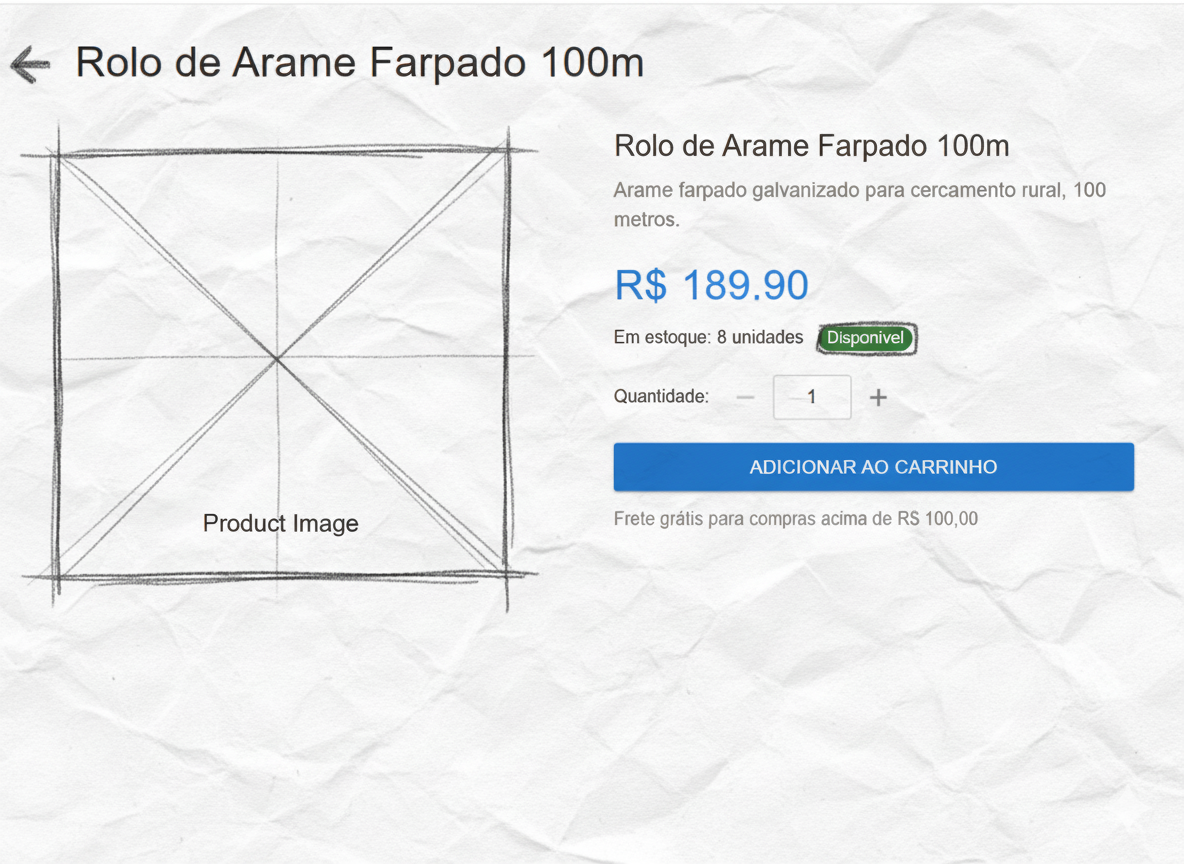 Rolo de Arame Farpado 100m
Rolo de Arame Farpado 100m
Arame farpado galvanizado para cercamento rural, 100
metros.
R$ 189.90
Em estoque: 8 unidades Disponivel
Quantidade: − 1 +
ADICIONAR AO CARRINHO
Frete grátis para compras acima de R$ 100,00
Product Image